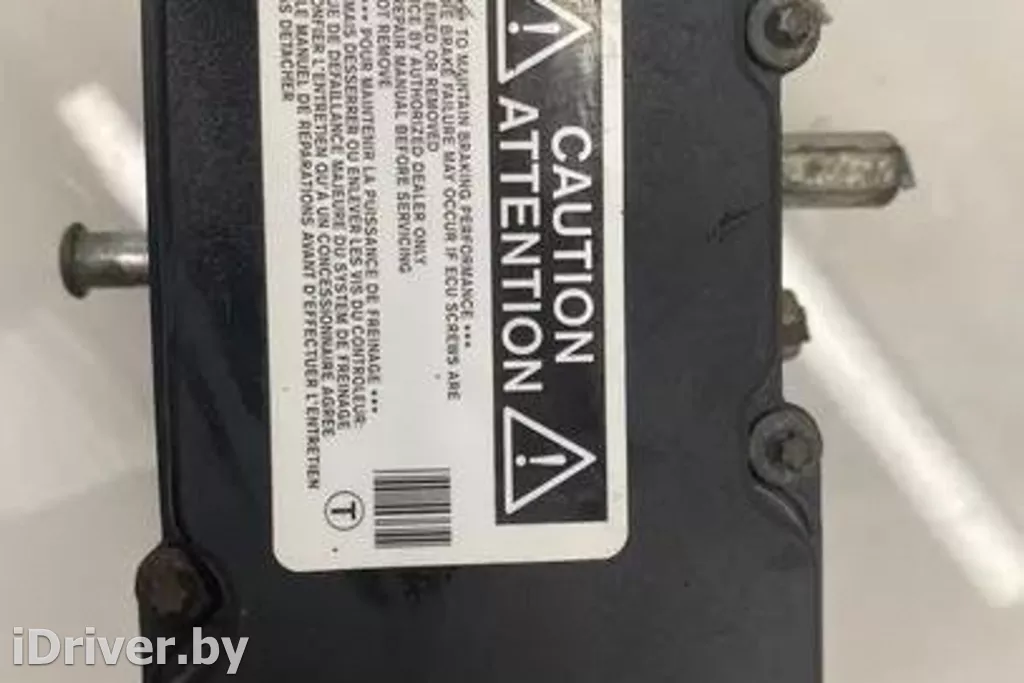 CAUTION
ATTENTION
TO MAINTAIN BRAKING PERFORMANCE ***
BRAKE FAILURE MAY OCCUR IF ECU SCREWS ARE
OR REMOVED
BY AUTHORIZED DEALER ONLY
REPAIR MANUAL BEFORE SERVICING
REMOVE
*** POUR MAINTENIR LA PUISSANCE DE FREINAGE ***
DESSERRER OU ENLEVER LES VIS DU CONTROLEUR:
DE DEFAILLANCE MAJEURE DU SYSTEM DE FREINAGE
L'ENTRETIEN QU'À UN CONCESSIONNAIRE AGRÉÉ
LE MANUEL DE REPARATIONS AVANT D'EFFECTUER L'ENTRETIEN
DETACHER
T
iDriver.by